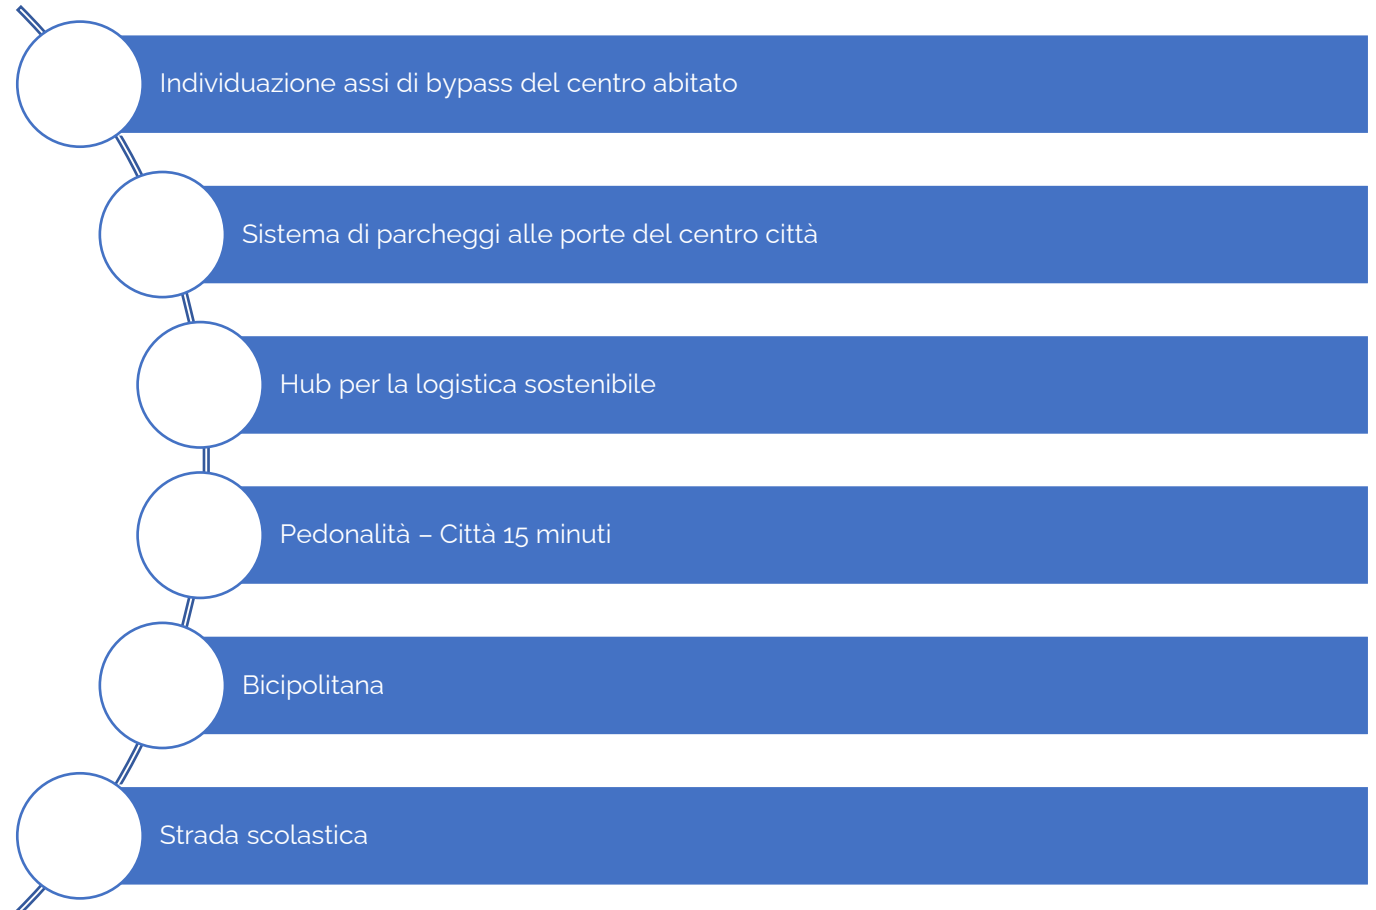 Individuazione assi di bypass del centro abitato
Sistema di parcheggi alle porte del centro città
Hub per la logistica sostenibile
Pedonalità – Città 15 minuti
Bicipolitana
Strada scolastica